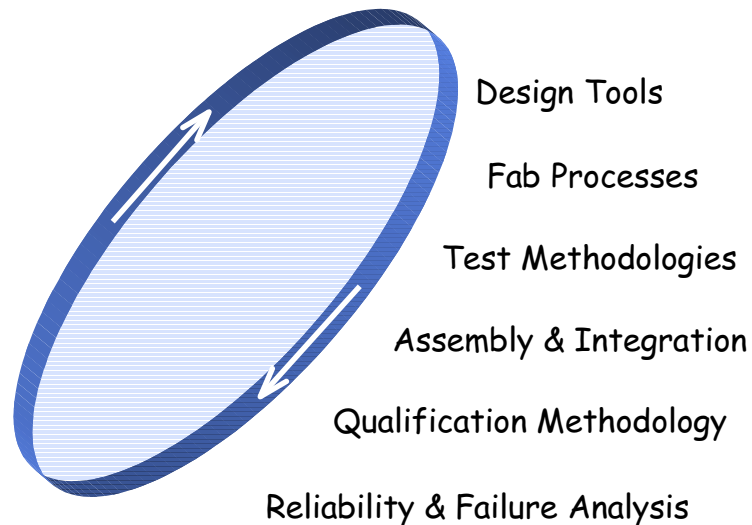 Design Tools
Fab Processes
Test Methodologies
Assembly & Integration
Qualification Methodology
Reliability & Failure Analysis